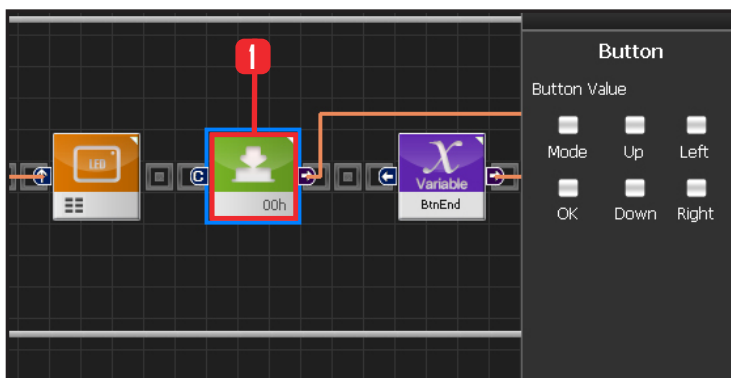 1
Button
Button Value
Mode Up Left
OK Down Right
LED
C
00h
X
Variable
BtnEnd